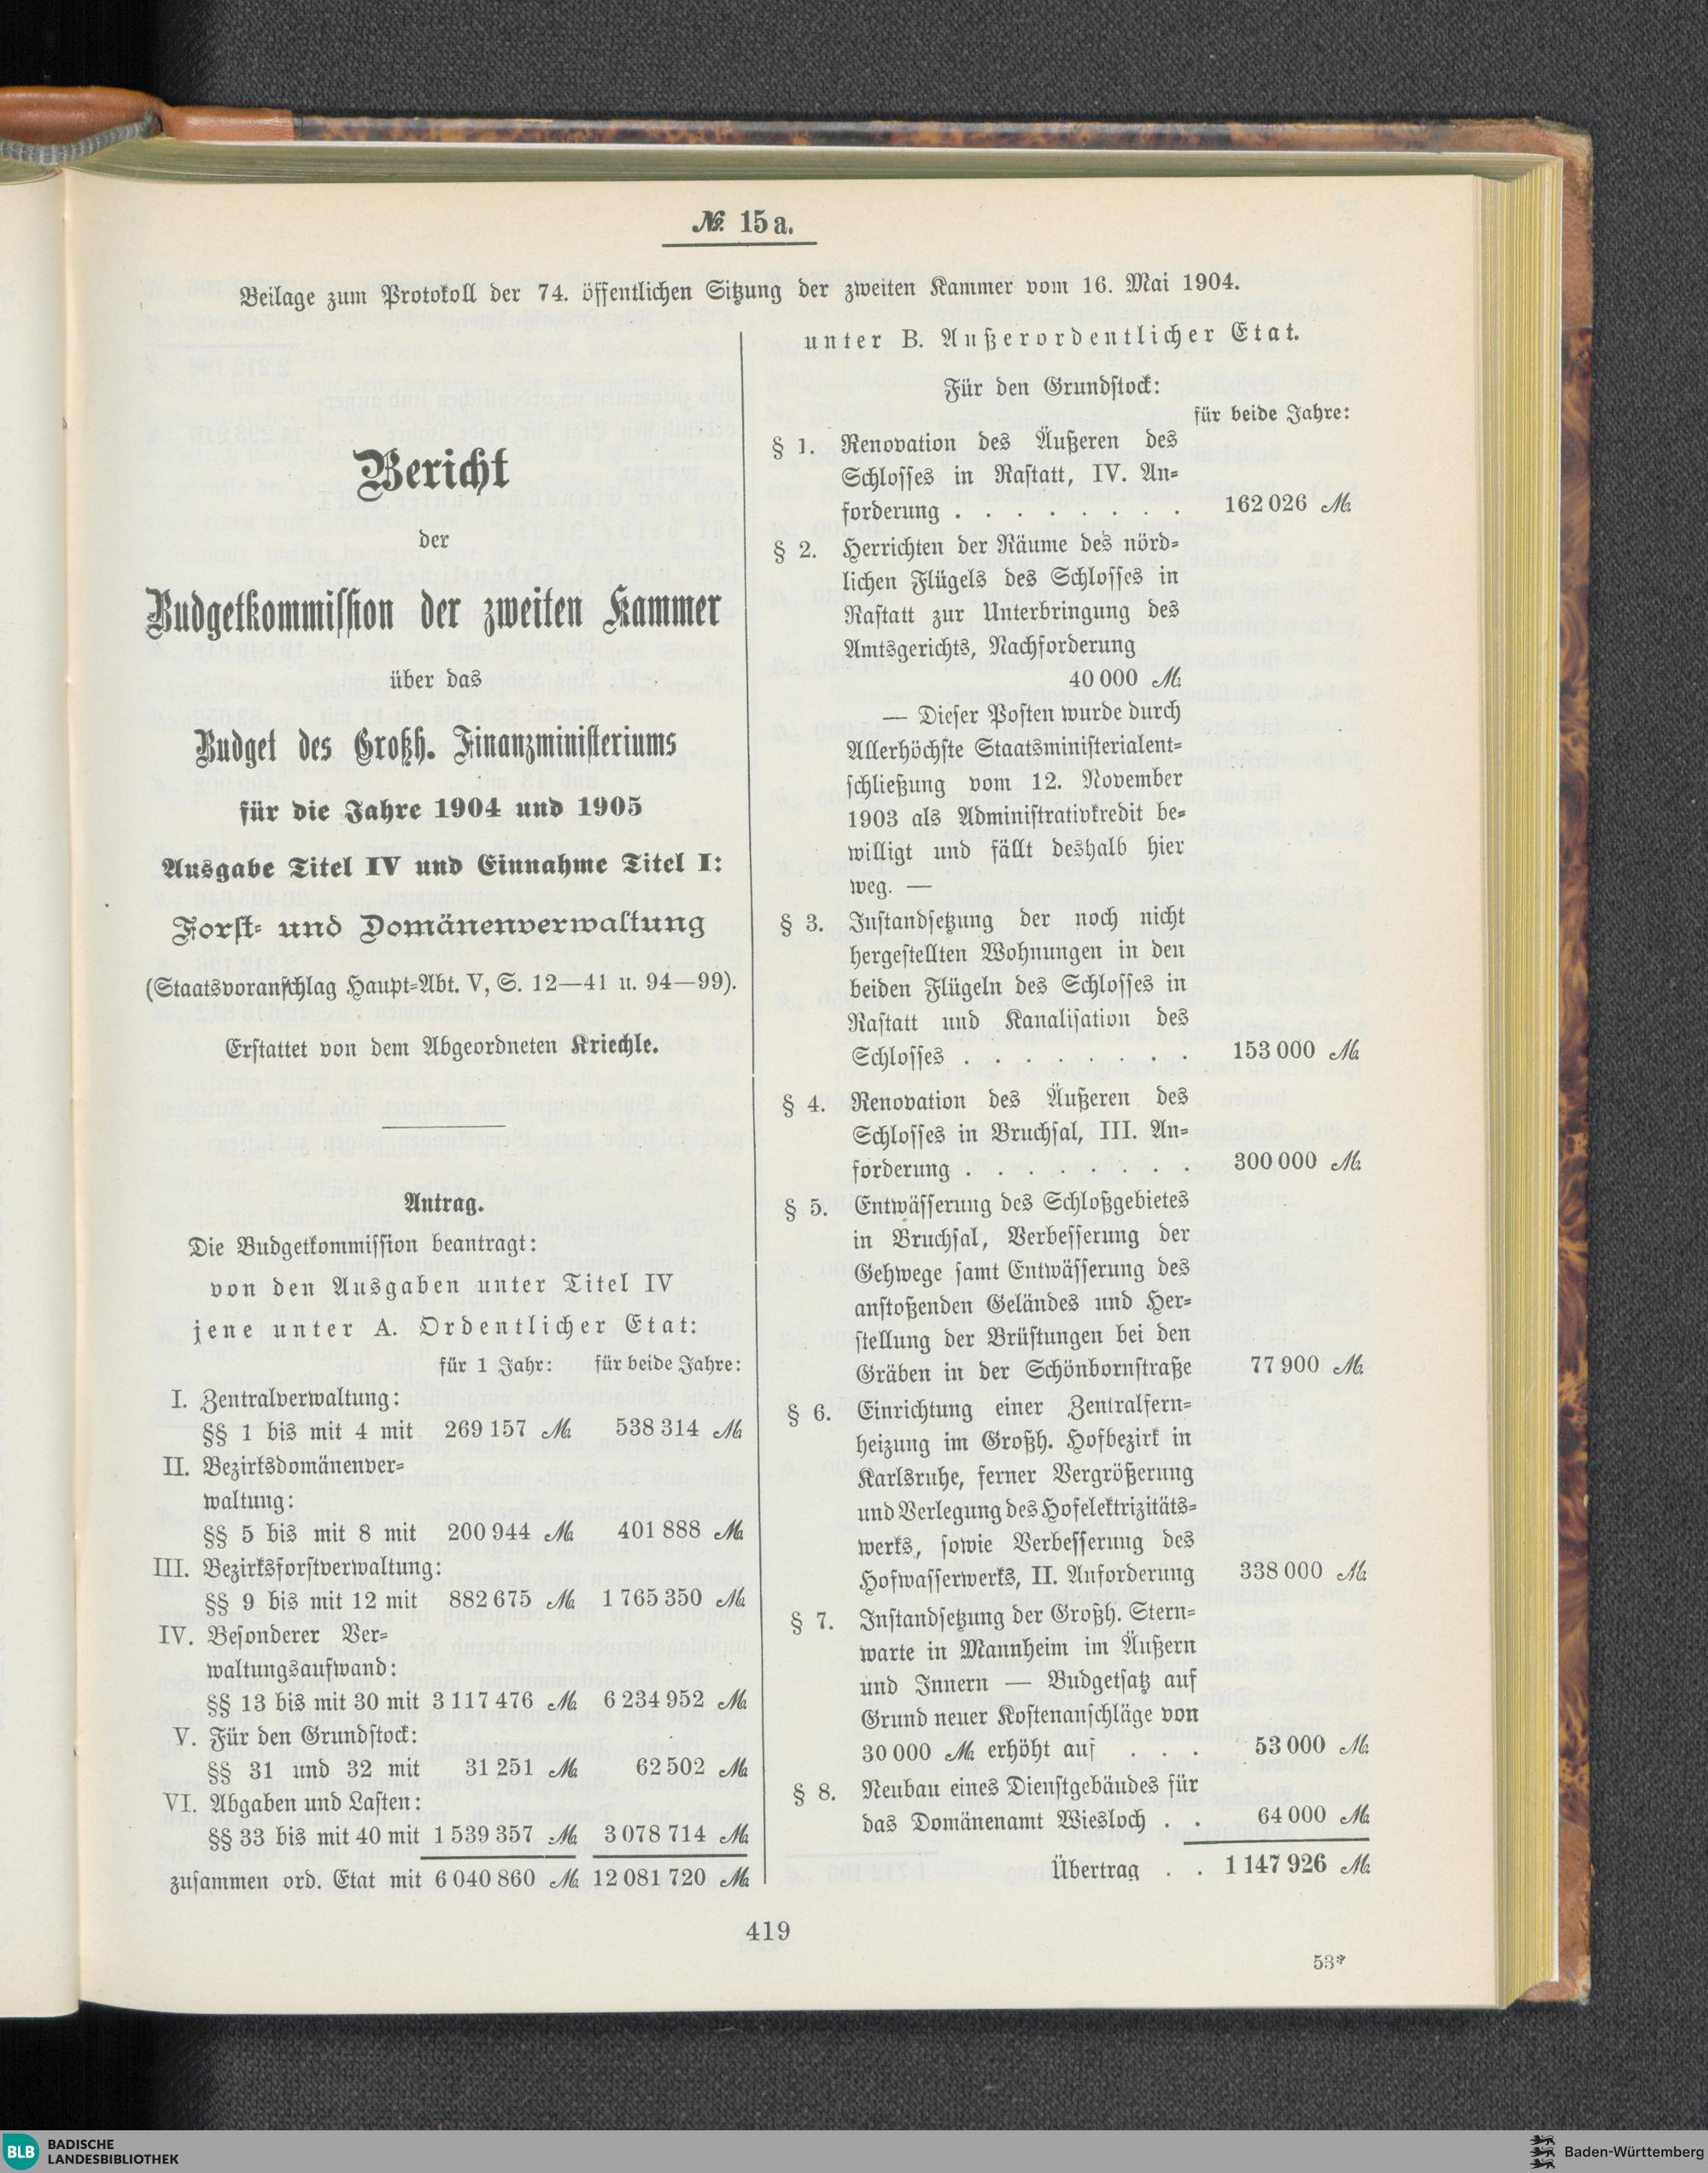 № 15 a.
Beilage zum Protokoll der 74. öffentlichen Sitzung der zweiten Kammer vom 16. Mai 1904.
Bericht
der
Budgetkommission der zweiten Kammer
über das
Budget des Großh. Finanzministeriums
für die Jahre 1904 und 1905
Ausgabe Titel IV und Einnahme Titel I:
Forst- und Domänenverwaltung
(Staatsvoranschlag Haupt-Abt. V, S. 12—41 u. 94—99).
Erstattet von dem Abgeordneten Kriechle.
Antrag.
Die Budgetkommission beantragt:
von den Ausgaben unter Titel IV
jene unter A. Ordentlicher Etat:
für 1 Jahr: für beide Jahre:
I. Zentralverwaltung:
§§ 1 bis mit 4 mit 269 157 M. 538 314 M.
II. Bezirksdomänenver-
waltung:
§§ 5 bis mit 8 mit 200 944 M. 401 888 M.
III. Bezirksforstverwaltung:
§§ 9 bis mit 12 mit 882 675 M. 1 765 350 M.
IV. Besonderer Ver-
waltungsaufwand:
§§ 13 bis mit 30 mit 3 117 476 M. 6 234 952 M.
V. Für den Grundstock:
§§ 31 und 32 mit 31 251 M. 62 502 M.
VI. Abgaben und Lasten:
§§ 33 bis mit 40 mit 1 539 357 M. 3 078 714 M.
zusammen ord. Etat mit 6 040 860 M. 12 081 720 M.
unter B. Außerordentlicher Etat.
Für den Grundstock:
für beide Jahre:
§ 1. Renovation des Äußeren des
Schlosses in Rastatt, IV. An-
forderung . . . . . . . . 162 026 M.
§ 2. Herrichten der Räume des nörd-
lichen Flügels des Schlosses in
Rastatt zur Unterbringung des
Amtsgerichts, Nachforderung
40 000 M.
— Dieser Posten wurde durch
Allerhöchste Staatsministerialent-
schließung vom 12. November
1903 als Administrativkredit be-
willigt und fällt deshalb hier
weg. —
§ 3. Instandsetzung der noch nicht
hergestellten Wohnungen in den
beiden Flügeln des Schlosses in
Rastatt und Kanalisation des
Schlosses . . . . . . . . 153 000 M.
§ 4. Renovation des Äußeren des
Schlosses in Bruchsal, III. An-
forderung . . . . . . . . 300 000 M.
§ 5. Entwässerung des Schloßgebietes
in Bruchsal, Verbesserung der
Gehwege samt Entwässerung des
anstoßenden Geländes und Her-
stellung der Brüstungen bei den
Gräben in der Schönbornstraße 77 900 M.
§ 6. Einrichtung einer Zentralfern-
heizung im Großh. Hofbezirk in
Karlsruhe, ferner Vergrößerung
und Verlegung des Hofelektrizitäts-
werks, sowie Verbesserung des
Hofwasserwerks, II. Anforderung 338 000 M.
§ 7. Instandsetzung der Großh. Stern-
warte in Mannheim im Äußern
und Innern — Budgetsatz auf
Grund neuer Kostenanschläge von
30 000 M. erhöht auf . . . 53 000 M.
§ 8. Neubau eines Dienstgebäudes für
das Domänenamt Wiesloch . . 64 000 M.
Übertrag . . 1 147 926 M.
419
53*
BLB BADISCHE
LANDESBIBLIOTHEK
Baden-Württemberg